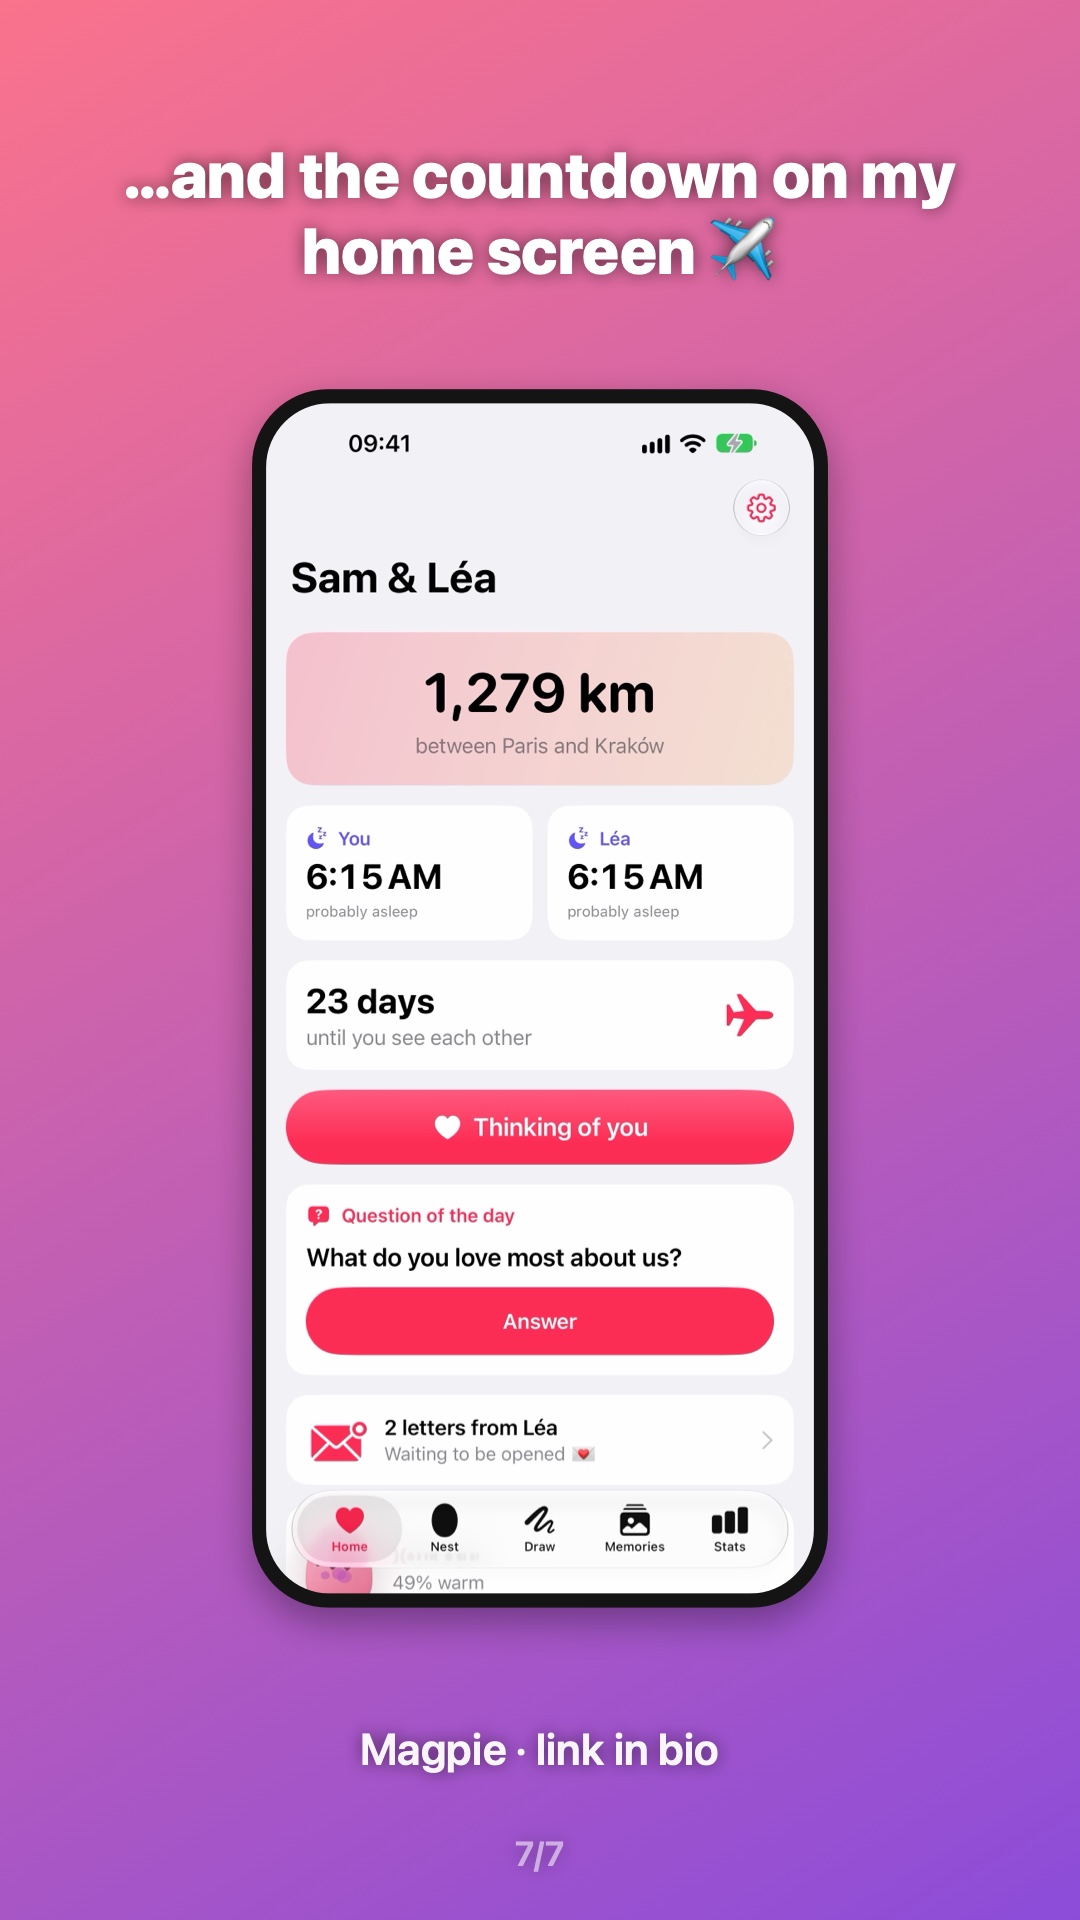 ...and the countdown on my
home screen ✈️
09:41
Sam & Léa
1,279 km
between Paris and Kraków
You
6:15 AM
probably asleep
Léa
6:15 AM
probably asleep
23 days
until you see each other
Thinking of you
Question of the day
What do you love most about us?
Answer
2 letters from Léa
Waiting to be opened 💌
Home
Nest
Draw
Memories
Stats
49% warm
Magpie · link in bio
7/7